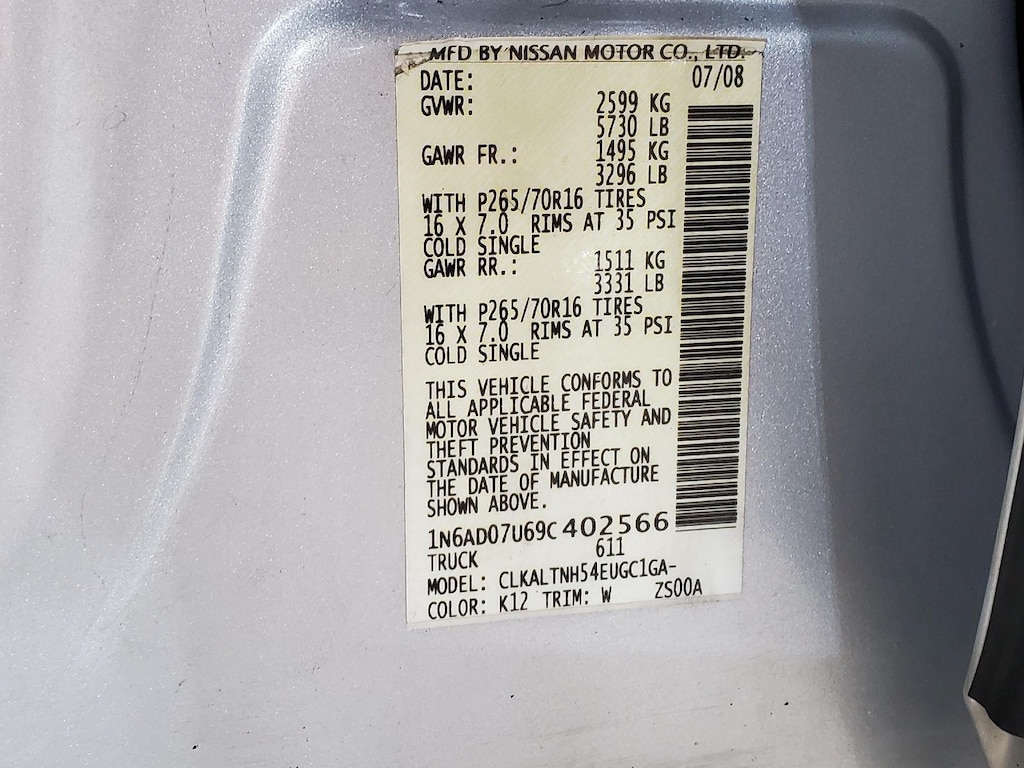 MFD BY NISSAN MOTOR CO., LTD.
DATE: 07/08
GVWR: 2599 KG
5730 LB
GAWR FR.: 1495 KG
3296 LB
WITH P265/70R16 TIRES
16 X 7.0 RIMS AT 35 PSI
COLD SINGLE
GAWR RR.: 1511 KG
3331 LB
WITH P265/70R16 TIRES
16 X 7.0 RIMS AT 35 PSI
COLD SINGLE
THIS VEHICLE CONFORMS TO
ALL APPLICABLE FEDERAL
MOTOR VEHICLE SAFETY AND
THEFT PREVENTION
STANDARDS IN EFFECT ON
THE DATE OF MANUFACTURE
SHOWN ABOVE.
1N6AD07U69C402566
TRUCK 611
MODEL: CLKALTNH54EUGC1GA-
COLOR: K12 TRIM: W ZS00A